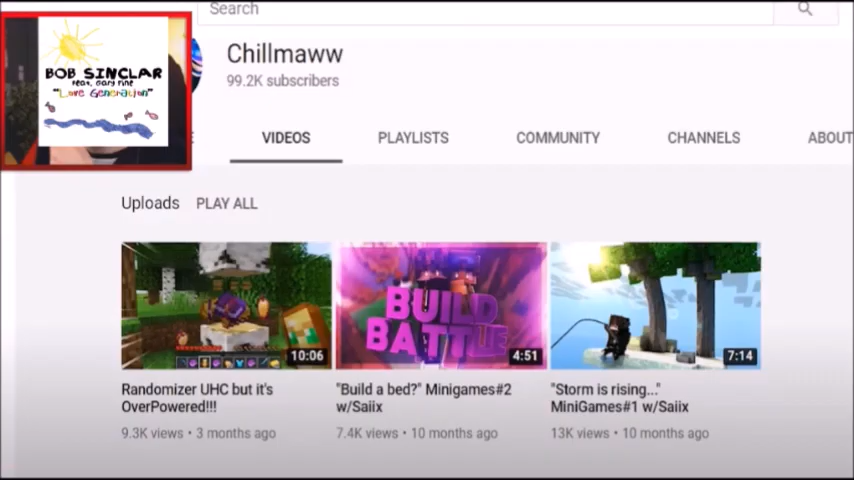 Search
BOB SINCLAR
feat. Gary Pine
"Love Generation"
Chillmaww
99.2K subscribers
VIDEOS
PLAYLISTS
COMMUNITY
CHANNELS
ABOUT
Uploads
PLAY ALL
BUILD
BATTLE
10:06
4:51
7:14
Randomizer UHC but it's
OverPowered!!!
9.3K views • 3 months ago
"Build a bed?" Minigames#2
w/Saiix
7.4K views • 10 months ago
"Storm is rising..."
MiniGames#1 w/Saiix
13K views • 10 months ago